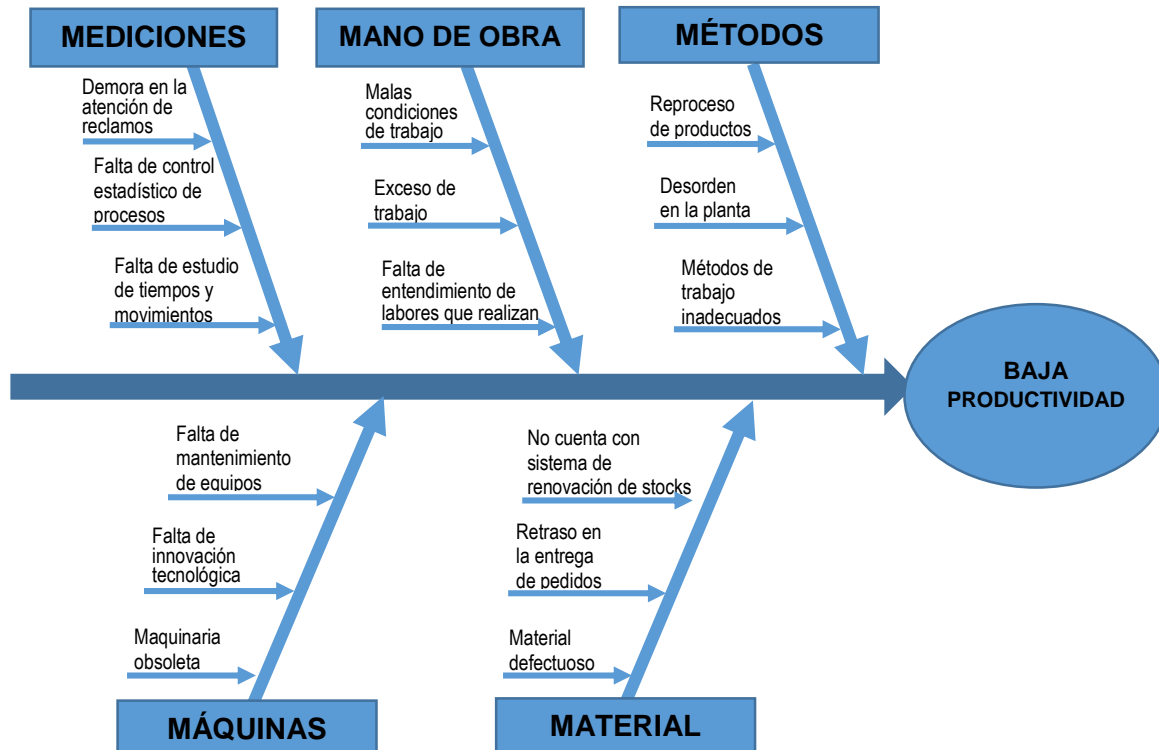 MEDICIONES
MANO DE OBRA
MÉTODOS
Demora en la
atención de
reclamos
Falta de control
estadístico de
procesos
Falta de estudio
de tiempos y
movimientos
Malas
condiciones
de trabajo
Exceso de
trabajo
Falta de
entendimiento de
labores que realizan
Reproceso
de productos
Desorden
en la planta
Métodos de
trabajo
inadecuados
BAJA
PRODUCTIVIDAD
Falta de
mantenimiento
de equipos
Falta de
innovación
tecnológica
Maquinaria
obsoleta
No cuenta con
sistema de
renovación de stocks
Retraso en
la entrega
de pedidos
Material
defectuoso
MÁQUINAS
MATERIAL